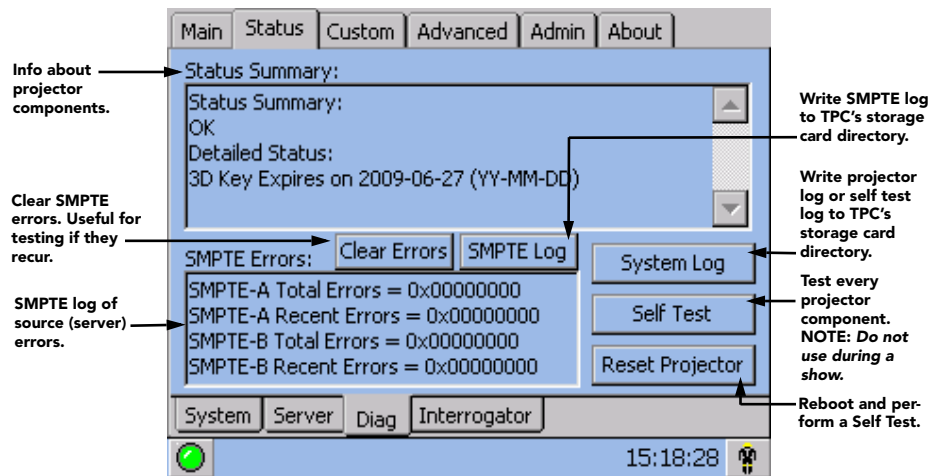 Main Status Custom Advanced Admin About
Info about
projector
components.
Status Summary:
Status Summary:
OK
Detailed Status:
3D Key Expires on 2009-06-27 (YY-MM-DD)
Write SMPTE log
to TPC's storage
card directory.
Clear SMPTE
errors. Useful for
testing if they
recur.
Write projector
log or self test
log to TPC's
storage card
directory.
SMPTE Errors: Clear Errors SMPTE Log System Log
SMPTE log of
source (server)
errors.
SMPTE-A Total Errors = 0x00000000
SMPTE-A Recent Errors = 0x00000000
SMPTE-B Total Errors = 0x00000000
SMPTE-B Recent Errors = 0x00000000
Self Test
Test every
projector
component.
NOTE: Do not
use during a
show.
Reset Projector
Reboot and per-
form a Self Test.
System Server Diag Interrogator
15:18:28